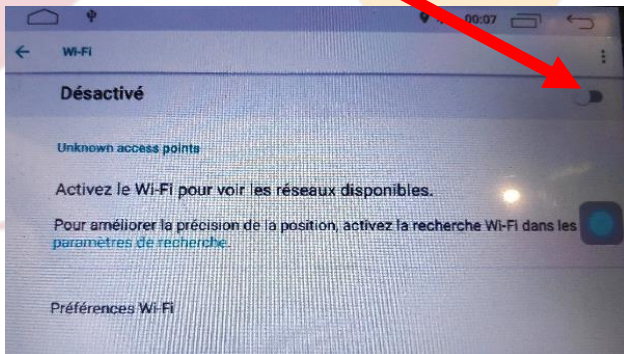 00:07
Wi-Fi
Désactivé
Unknown access points
Activez le Wi-Fi pour voir les réseaux disponibles.
Pour améliorer la précision de la position, activez la recherche Wi-Fi dans les
paramètres de recherche.
Préférences Wi-Fi